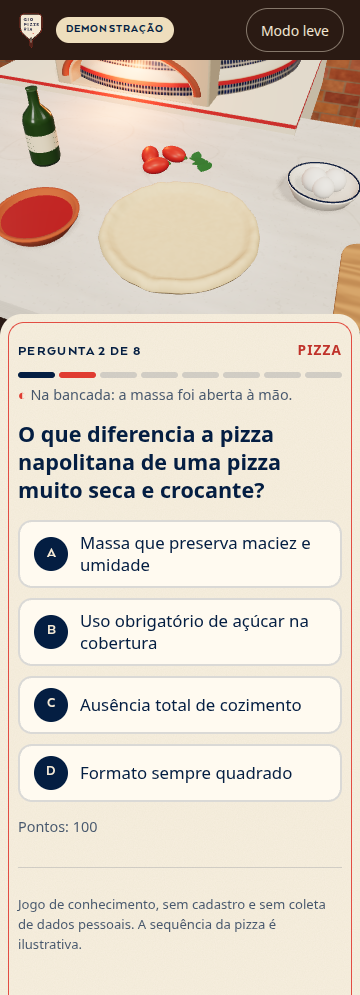 GIO
PIZZE
RIA
DEMONSTRAÇÃO
Modo leve
PERGUNTA 2 DE 8
PIZZA
Na bancada: a massa foi aberta à mão.
O que diferencia a pizza
napolitana de uma pizza
muito seca e crocante?
A
Massa que preserva maciez e
umidade
B
Uso obrigatório de açúcar na
cobertura
C
Ausência total de cozimento
D
Formato sempre quadrado
Pontos: 100
Jogo de conhecimento, sem cadastro e sem coleta
de dados pessoais. A sequência da pizza é
ilustrativa.